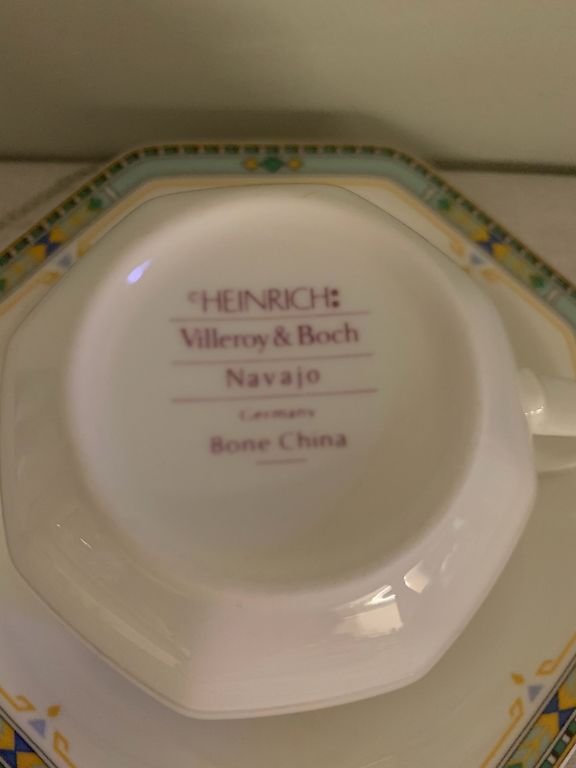 ©HEINRICH
Villeroy & Boch
Navajo
Germany
Bone China